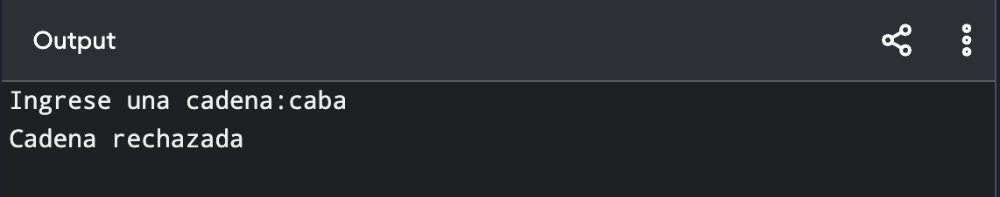 Output
Ingrese una cadena:caba
Cadena rechazada